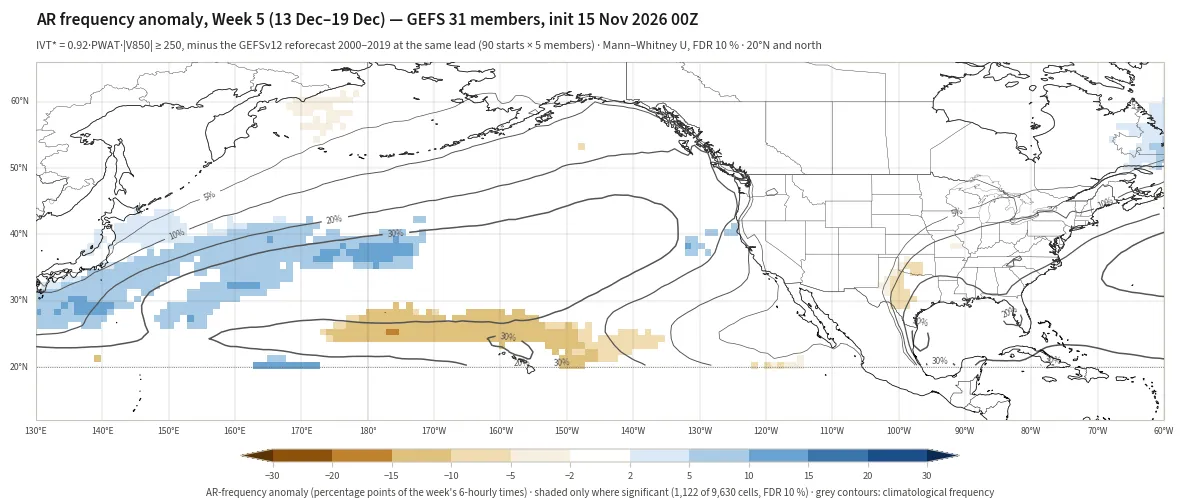 AR frequency anomaly, Week 5 (13 Dec–19 Dec) — GEFS 31 members, init 15 Nov 2026 00Z
IVT* = 0.92·PWAT·|V850| ≥ 250, minus the GEFSv12 reforecast 2000–2019 at the same lead (90 starts × 5 members) · Mann–Whitney U, FDR 10 % · 20°N and north
60°N
50°N
40°N
30°N
20°N
5%
10%
20%
30%
30%
20%
30%
5%
10%
20%
30%
130°E 140°E 150°E 160°E 170°E 180° 170°W 160°W 150°W 140°W 130°W 120°W 110°W 100°W 90°W 80°W 70°W 60°W
−30 −20 −15 −10 −5 −2 2 5 10 15 20 30
AR-frequency anomaly (percentage points of the week's 6-hourly times) · shaded only where significant (1,122 of 9,630 cells, FDR 10 %) · grey contours: climatological frequency